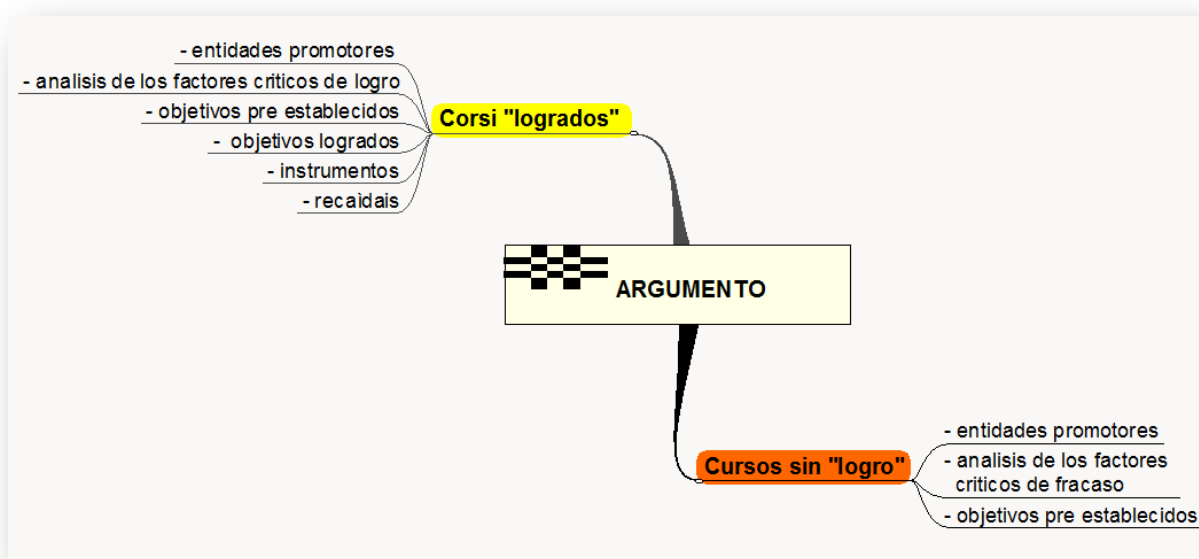 - entidades promotores
- analisis de los factores criticos de logro
- objetivos pre establecidos
- objetivos logrados
- instrumentos
- recaìdais
Corsi "logrados"
ARGUMENTO
Cursos sin "logro"
- entidades promotores
- analisis de los factores
criticos de fracaso
- objetivos pre establecidos